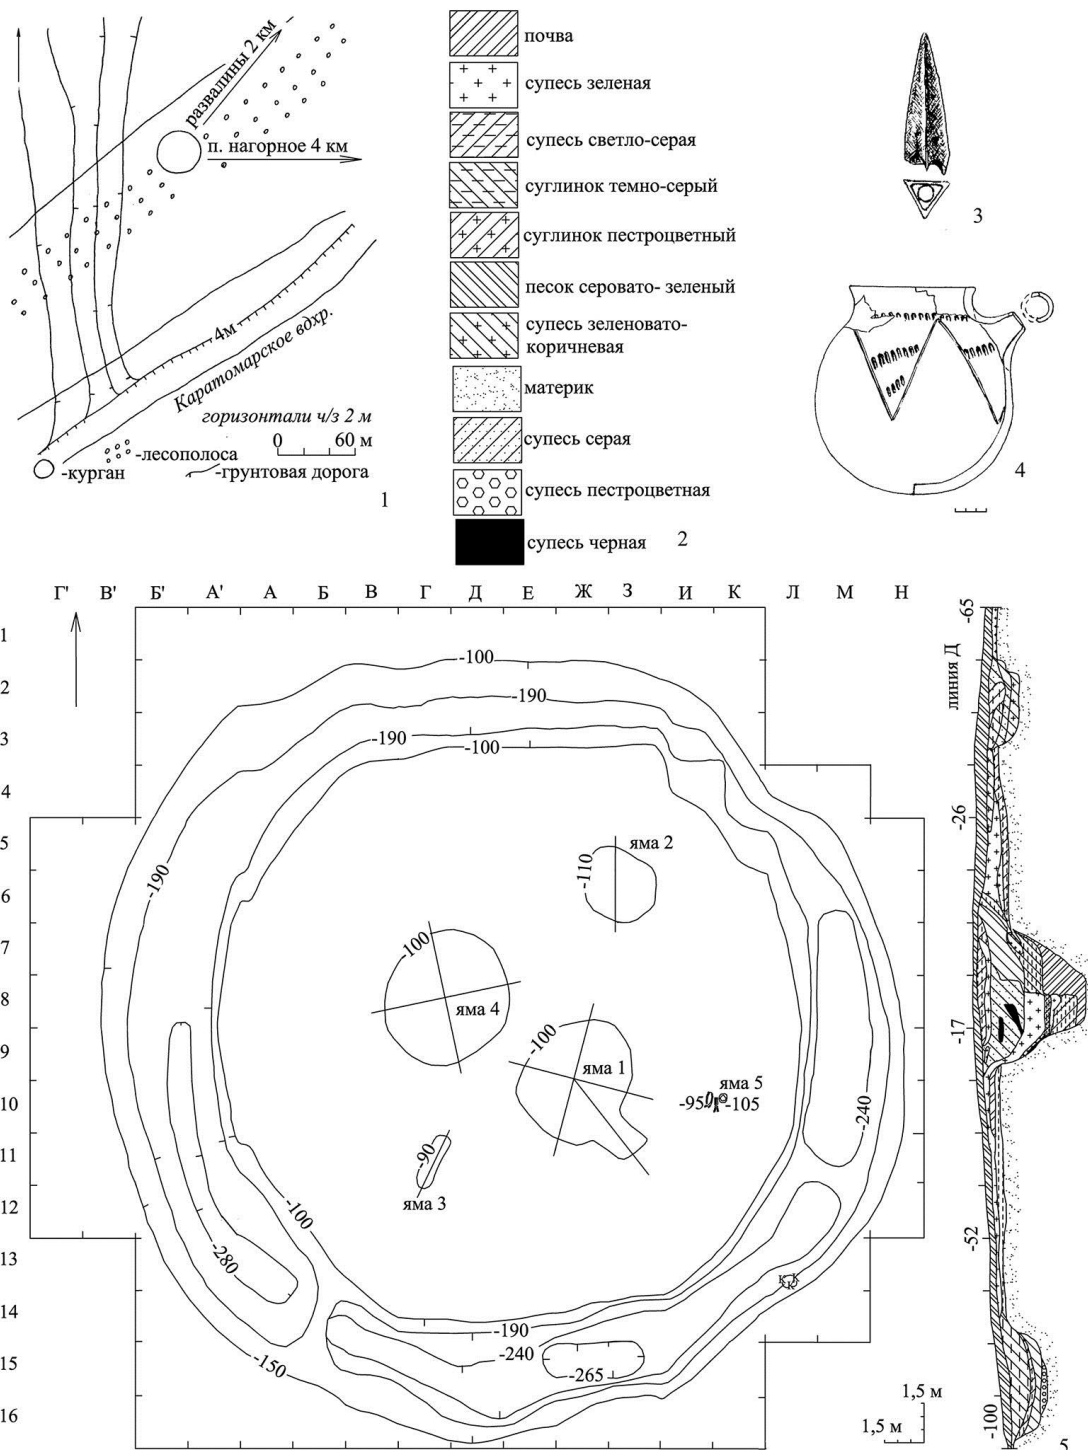 развалины 2 км
п. нагорное 4 км
4м
Каратомарское вдхр.
горизонтали ч/з 2 м
0 60 м
-лесополоса
-курган
-грунтовая дорога
1
почва
супесь зеленая
супесь светло-серая
суглинок темно-серый
суглинок пестроцветный
песок серовато- зеленый
супесь зеленовато-
коричневая
материк
супесь серая
супесь пестроцветная
супесь черная
2
3
4
Г' В' Б' А' А Б В Г Д Е Ж З И К Л М Н
1
2
3
4
5
6
7
8
9
10
11
12
13
14
15
16
-100
-190
-190
-100
-190
яма 2
-110
-100
яма 4
-100
яма 1
яма 5
-95 -105
-240
-90
яма 3
-100
-280
К К К
-190
-240
-265
-150
линия Д
-65
-26
-17
-52
-100
1,5 м
1,5 м
5